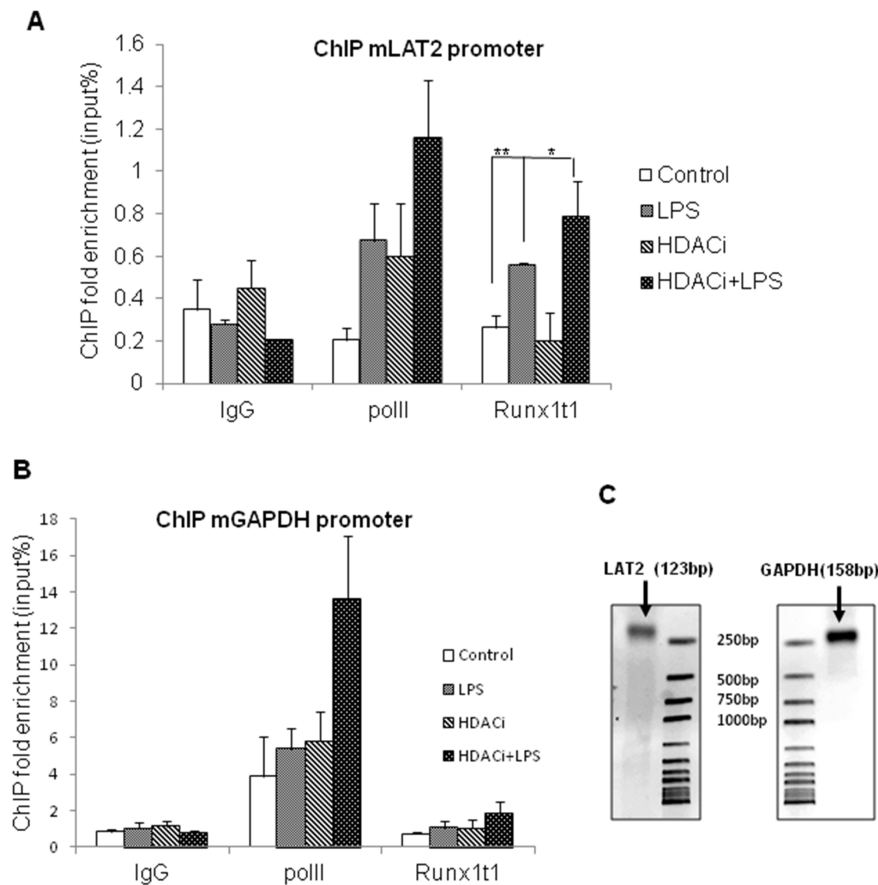 A
ChIP mLAT2 promoter
ChIP fold enrichment (input%)
1.6
1.4
1.2
1
0.8
0.6
0.4
0.2
0
** *
IgG polII Runx1t1
Control
LPS
HDACi
HDACi+LPS
B
ChIP mGAPDH promoter
ChIP fold enrichment (input%)
18
16
14
12
10
8
6
4
2
0
IgG polII Runx1t1
Control
LPS
HDACi
HDACi+LPS
C
LAT2 (123bp) GAPDH(158bp)
250bp
500bp
750bp
1000bp